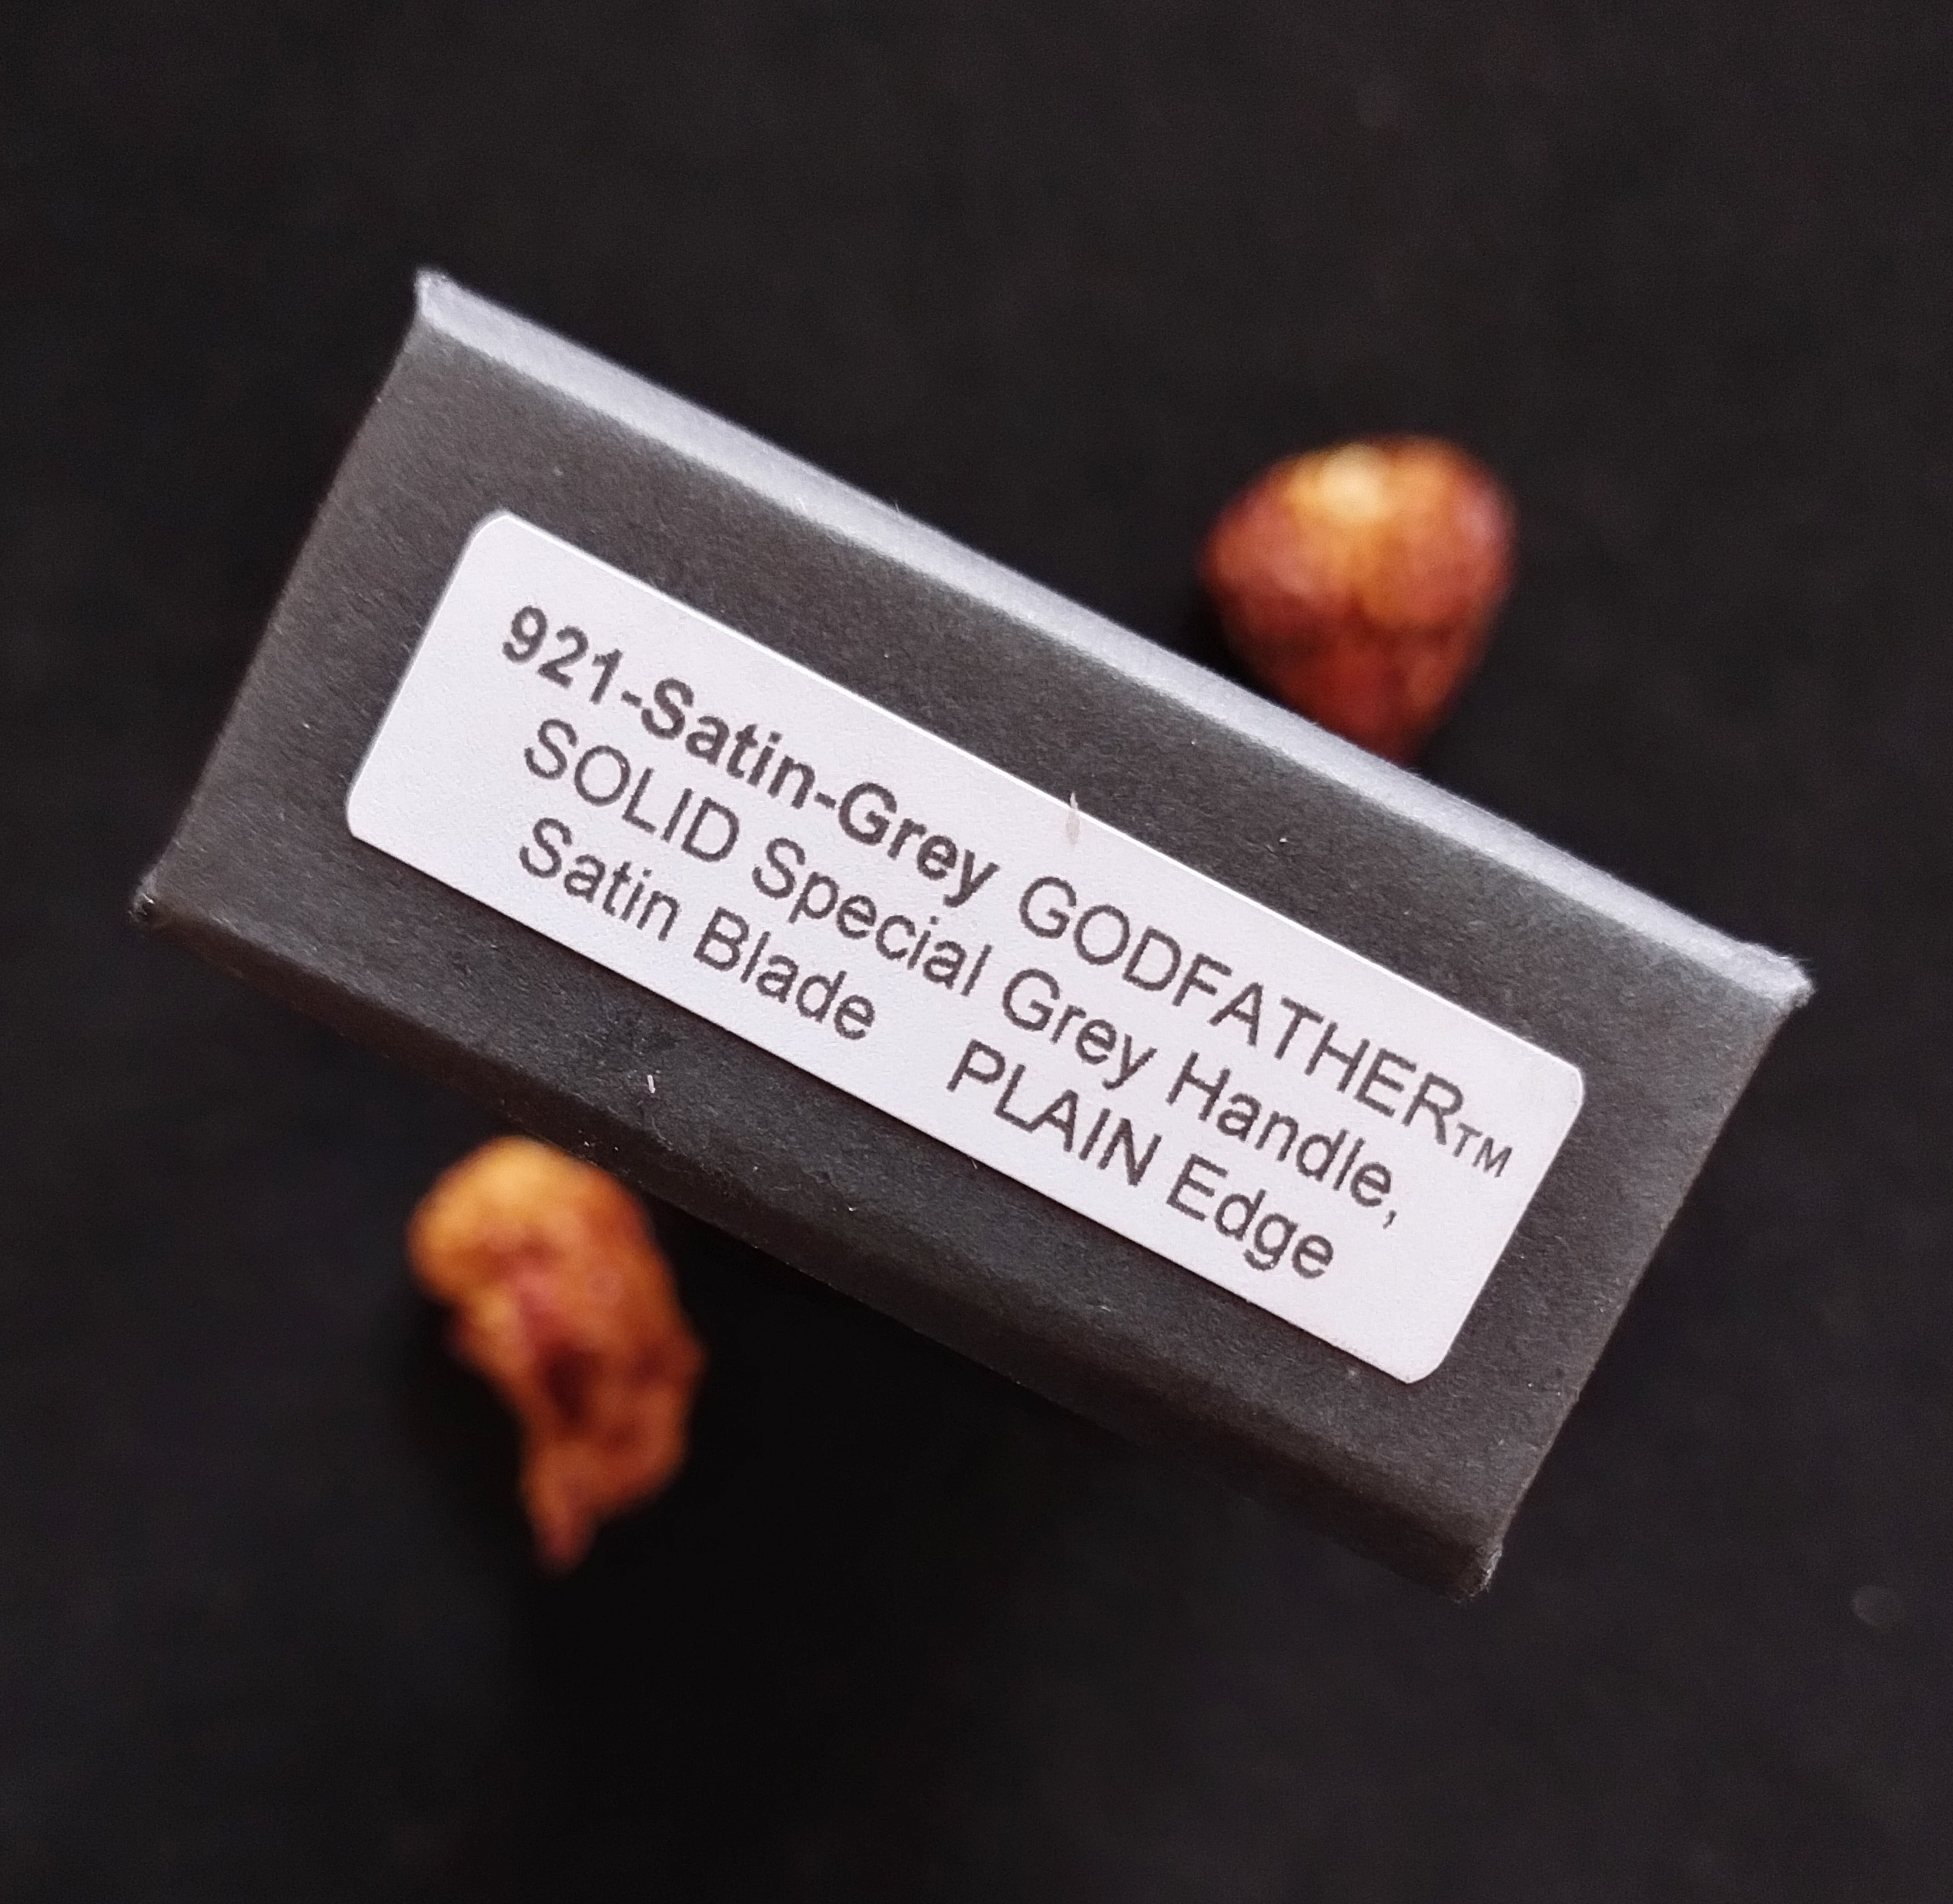 921-Satin-Grey GODFATHER™
SOLID Special Grey Handle,
Satin Blade PLAIN Edge